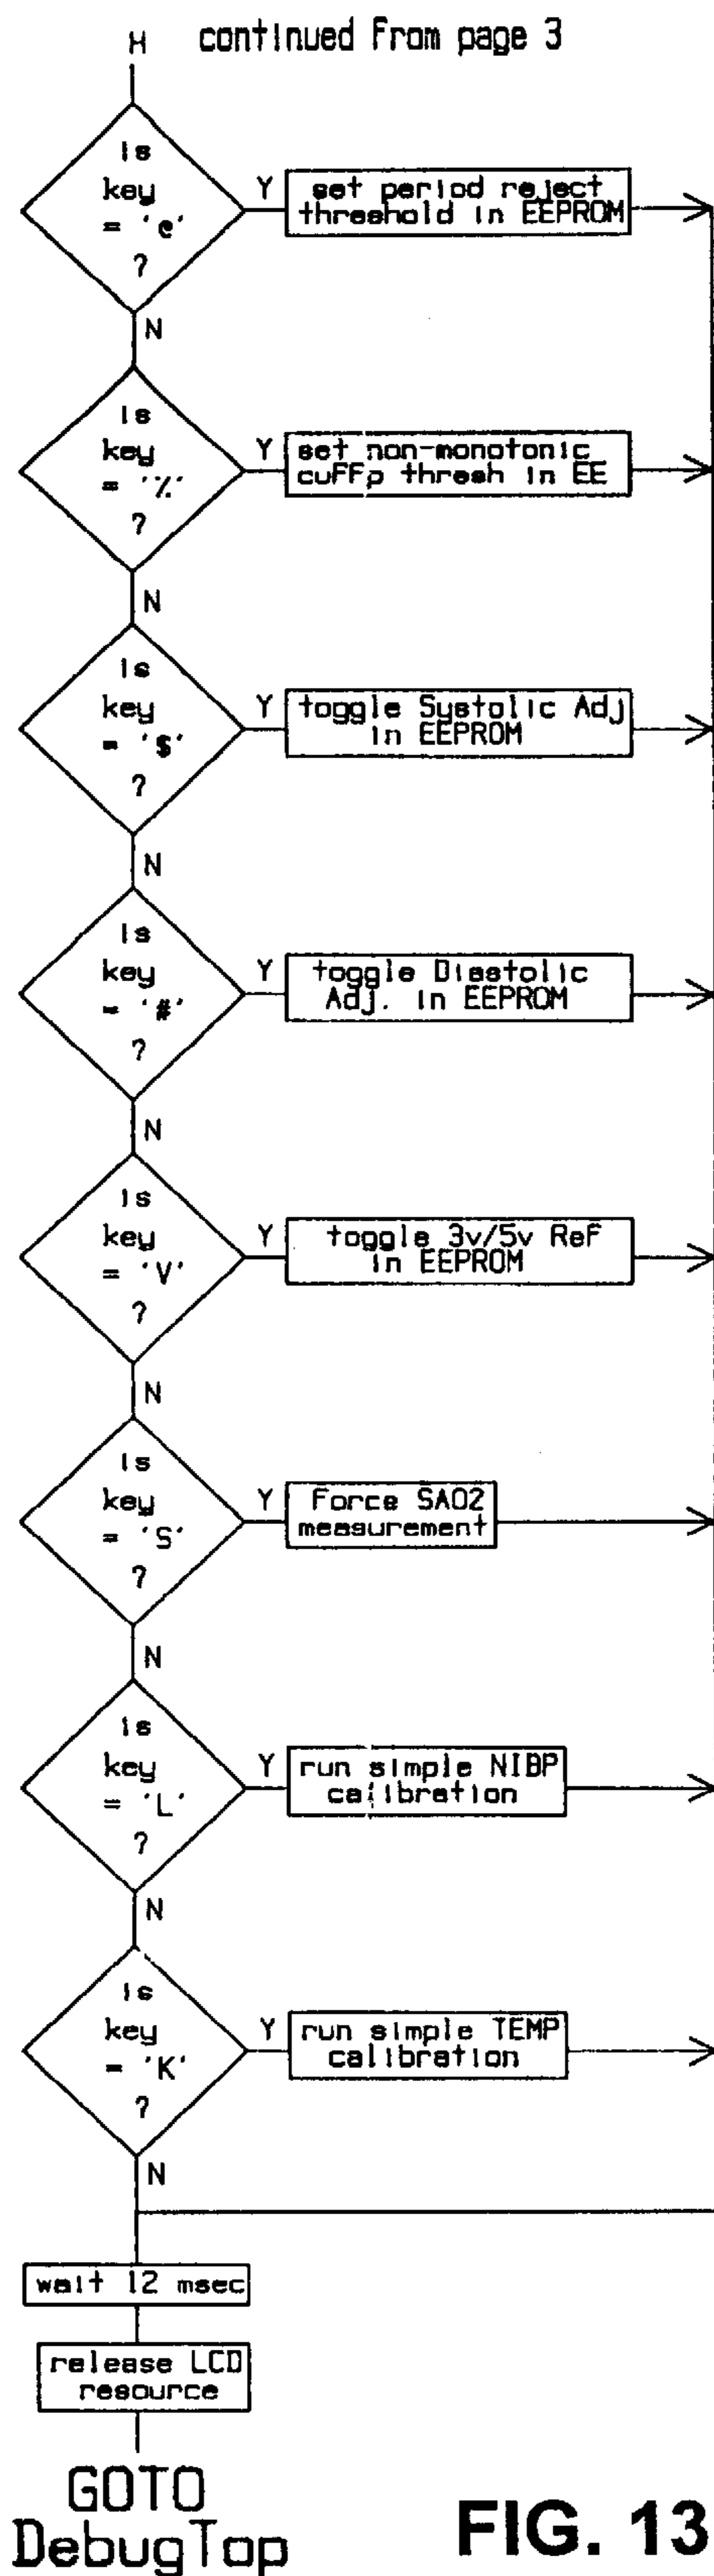 H continued from page 3
is
key
= 'e'
?
Y
set period reject
threshold in EEPROM
N
is
key
= '%'
?
Y
set non-monotonic
cuffp thresh in EE
N
is
key
= '$'
?
Y
toggle Systolic Adj
in EEPROM
N
is
key
= '#'
?
Y
toggle Diastolic
Adj. in EEPROM
N
is
key
= 'V'
?
Y
toggle 3v/5v Ref
in EEPROM
N
is
key
= 'S'
?
Y
Force SAO2
measurement
N
is
key
= 'L'
?
Y
run simple NIBP
calibration
N
is
key
= 'K'
?
Y
run simple TEMP
calibration
N
wait 12 msec
release LCD
resource
GOTO
DebugTop
FIG. 13